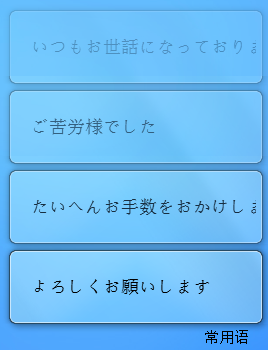 いつもお世話になっておりま
ご苦労様でした
たいへんお手数をおかけしま
よろしくお願いします
常用语